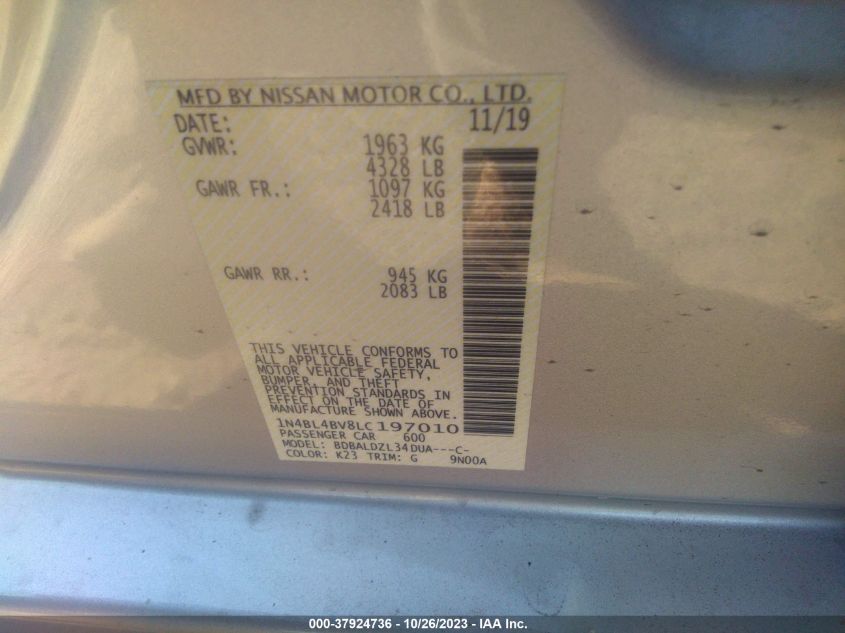 MFD BY NISSAN MOTOR CO., LTD.
DATE: 11/19
GVWR: 1963 KG
4328 LB
GAWR FR.: 1097 KG
2418 LB
GAWR RR.: 945 KG
2083 LB
THIS VEHICLE CONFORMS TO
ALL APPLICABLE FEDERAL
MOTOR VEHICLE SAFETY,
BUMPER, AND THEFT
PREVENTION STANDARDS IN
EFFECT ON THE DATE OF
MANUFACTURE SHOWN ABOVE.
1N4BL4BV8LC197010
PASSENGER CAR 600
MODEL: BDBALDZL34DUA---C-
COLOR: K23 TRIM: G 9N00A
000-37924736 - 10/26/2023 - IAA Inc.